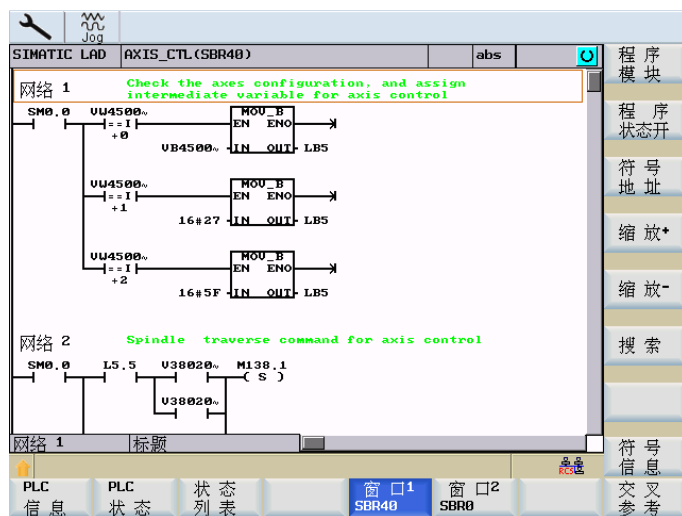 Jog
SIMATIC LAD AXIS_CTL(SBR40) abs
网络 1 Check the axes configuration, and assign
intermediate variable for axis control
SM0.0 VW4500~ MOV_B
==I EN ENO
+0
VB4500~ IN OUT LB5
VW4500~ MOV_B
==I EN ENO
+1
16#27 IN OUT LB5
VW4500~ MOV_B
==I EN ENO
+2
16#5F IN OUT LB5
网络 2 Spindle traverse command for axis control
SM0.0 L5.5 V38020~ M138.1
( S )
V38020~
网络 1 标题
RCS
程序
模块
程序
状态开
符号
地址
缩放+
缩放-
搜索
符号
信息
交叉
参考
PLC
信息
PLC
状态
状态
列表
窗口1
SBR40
窗口2
SBR0